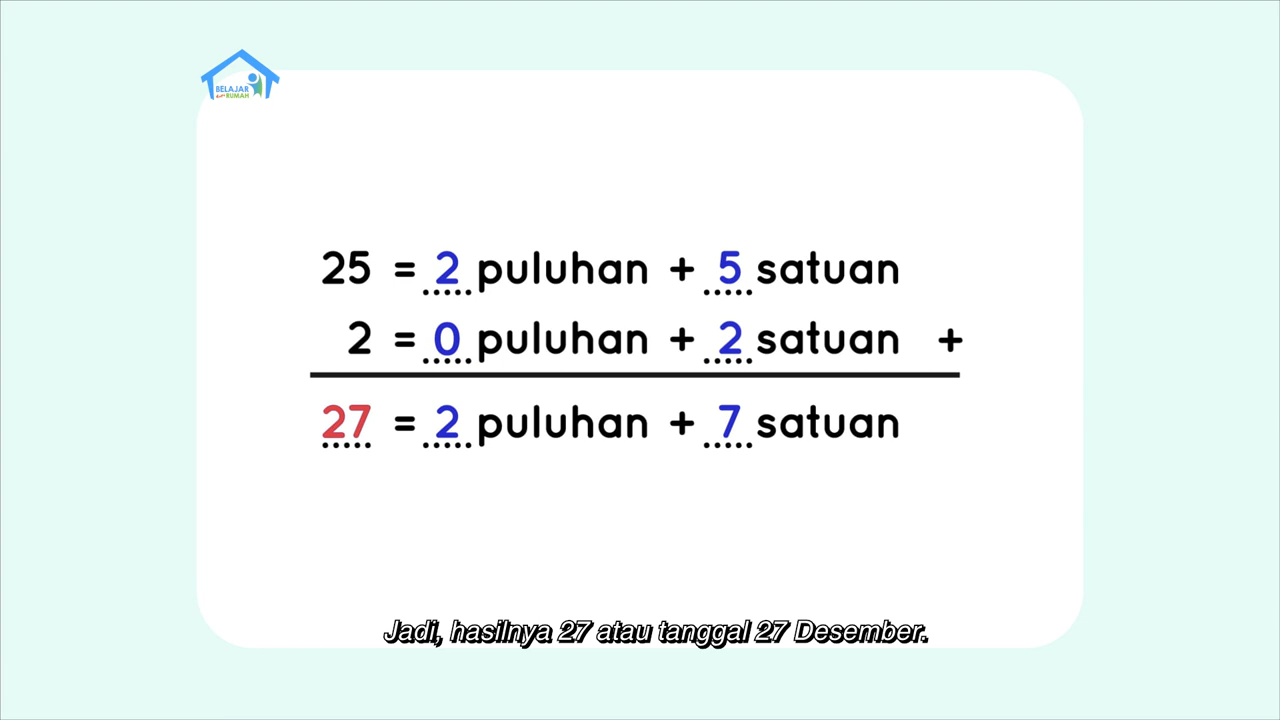 BELAJAR
dari RUMAH
25 = 2 puluhan + 5 satuan
2 = 0 puluhan + 2 satuan +
27 = 2 puluhan + 7 satuan
Jadi, hasilnya 27 atau tanggal 27 Desember.